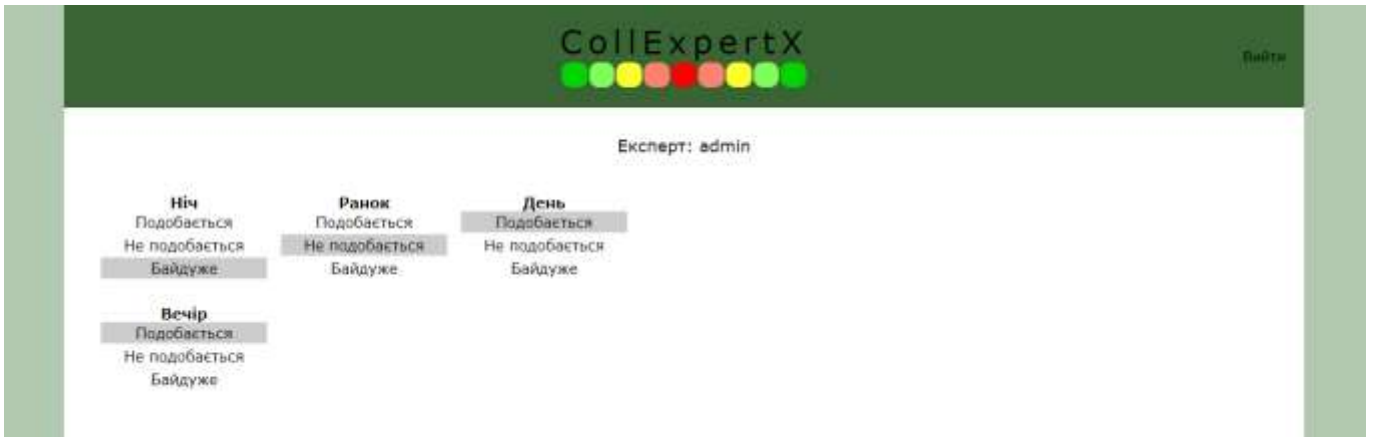 CollExpertX
Вийти
Експерт: admin
Ніч Ранок День
Подобається Подобається Подобається
Не подобається Не подобається Не подобається
Байдуже Байдуже Байдуже
Вечір
Подобається
Не подобається
Байдуже